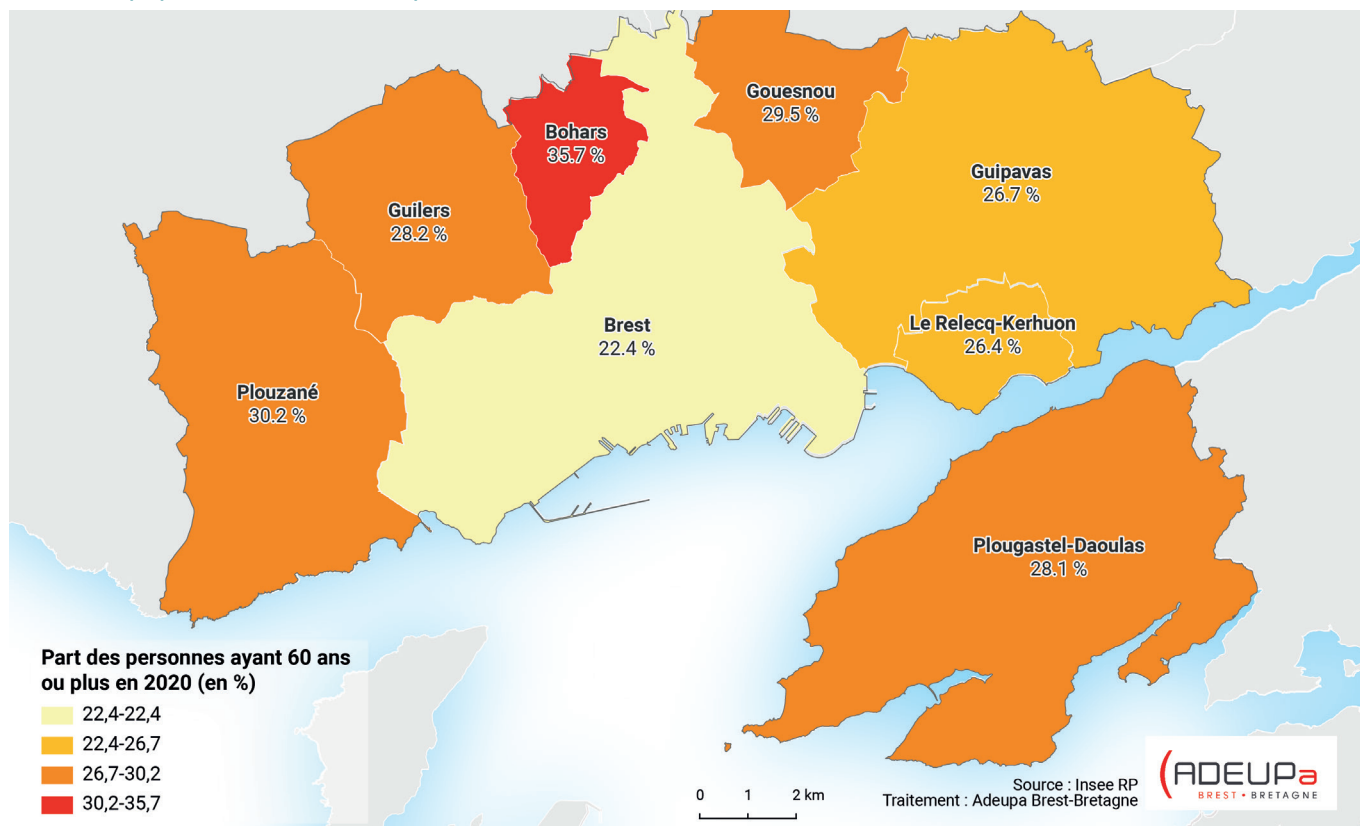 Gouesnou
29.5 %
Bohars
35.7 %
Guipavas
26.7 %
Guilers
28.2 %
Brest
22.4 %
Le Relecq-Kerhuon
26.4 %
Plouzané
30.2 %
Plougastel-Daoulas
28.1 %
Part des personnes ayant 60 ans
ou plus en 2020 (en %)
22,4-22,4
22,4-26,7
26,7-30,2
30,2-35,7
0 1 2 km
Source : Insee RP
Traitement : Adeupa Brest-Bretagne
ADEUPa
BREST • BRETAGNE